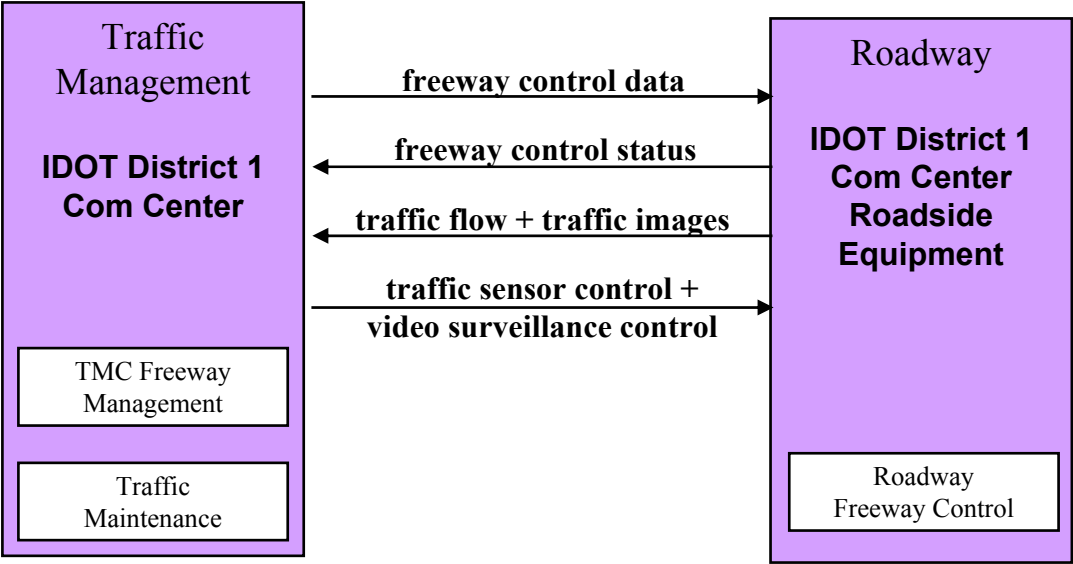 Traffic
Management
IDOT District 1
Com Center
TMC Freeway
Management
Traffic
Maintenance
freeway control data
freeway control status
traffic flow + traffic images
traffic sensor control +
video surveillance control
Roadway
IDOT District 1
Com Center
Roadside
Equipment
Roadway
Freeway Control